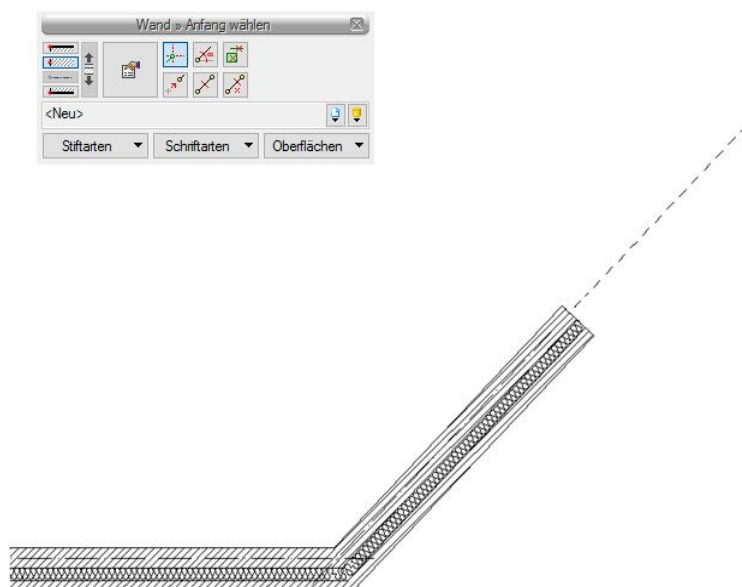 Wand » Anfang wählen
<Neu>
Stiftarten Schriftarten Oberflächen